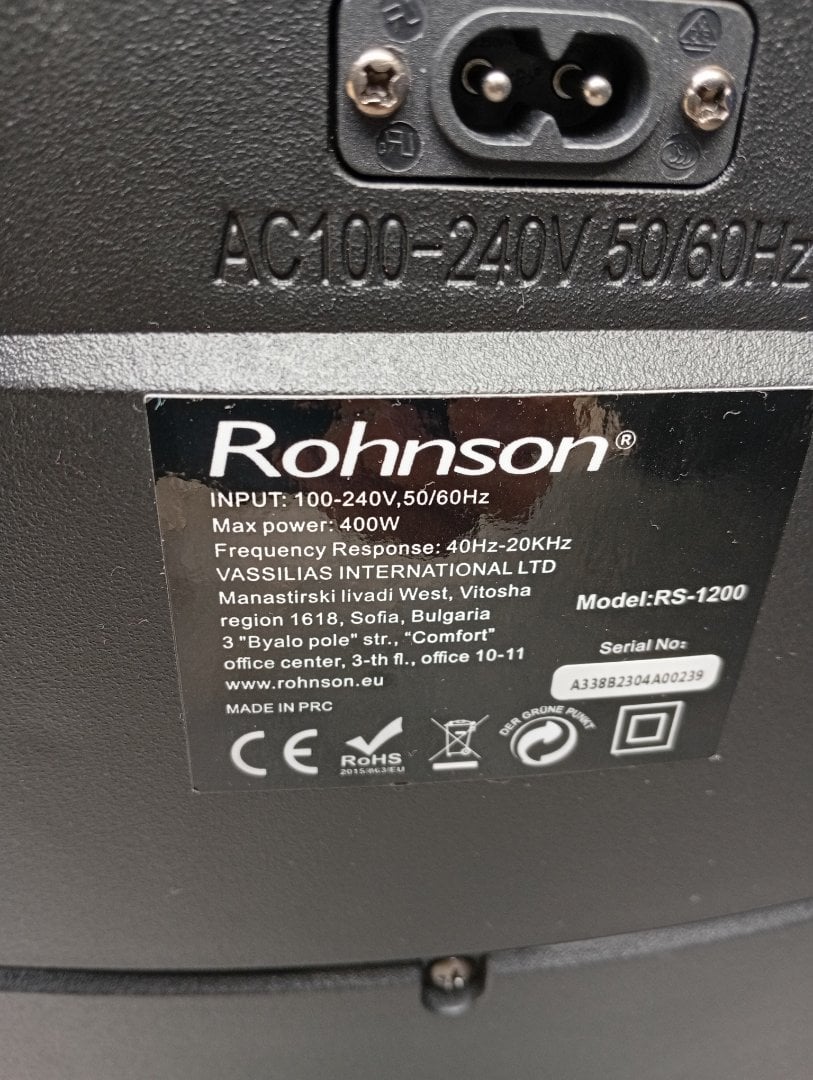 AC100-240V 50/60Hz
Rohnson®
INPUT: 100-240V,50/60Hz
Max power: 400W
Frequency Response: 40Hz-20KHz
VASSILIAS INTERNATIONAL LTD
Manastirski livadi West, Vitosha
region 1618, Sofia, Bulgaria
3 "Byalo pole" str., "Comfort"
office center, 3-th fl., office 10-11
www.rohnson.eu
MADE IN PRC
Model:RS-1200
Serial No:
A338B2304A00239
CE
RoHS
2015/863/EU
DER GRÜNE PUNKT